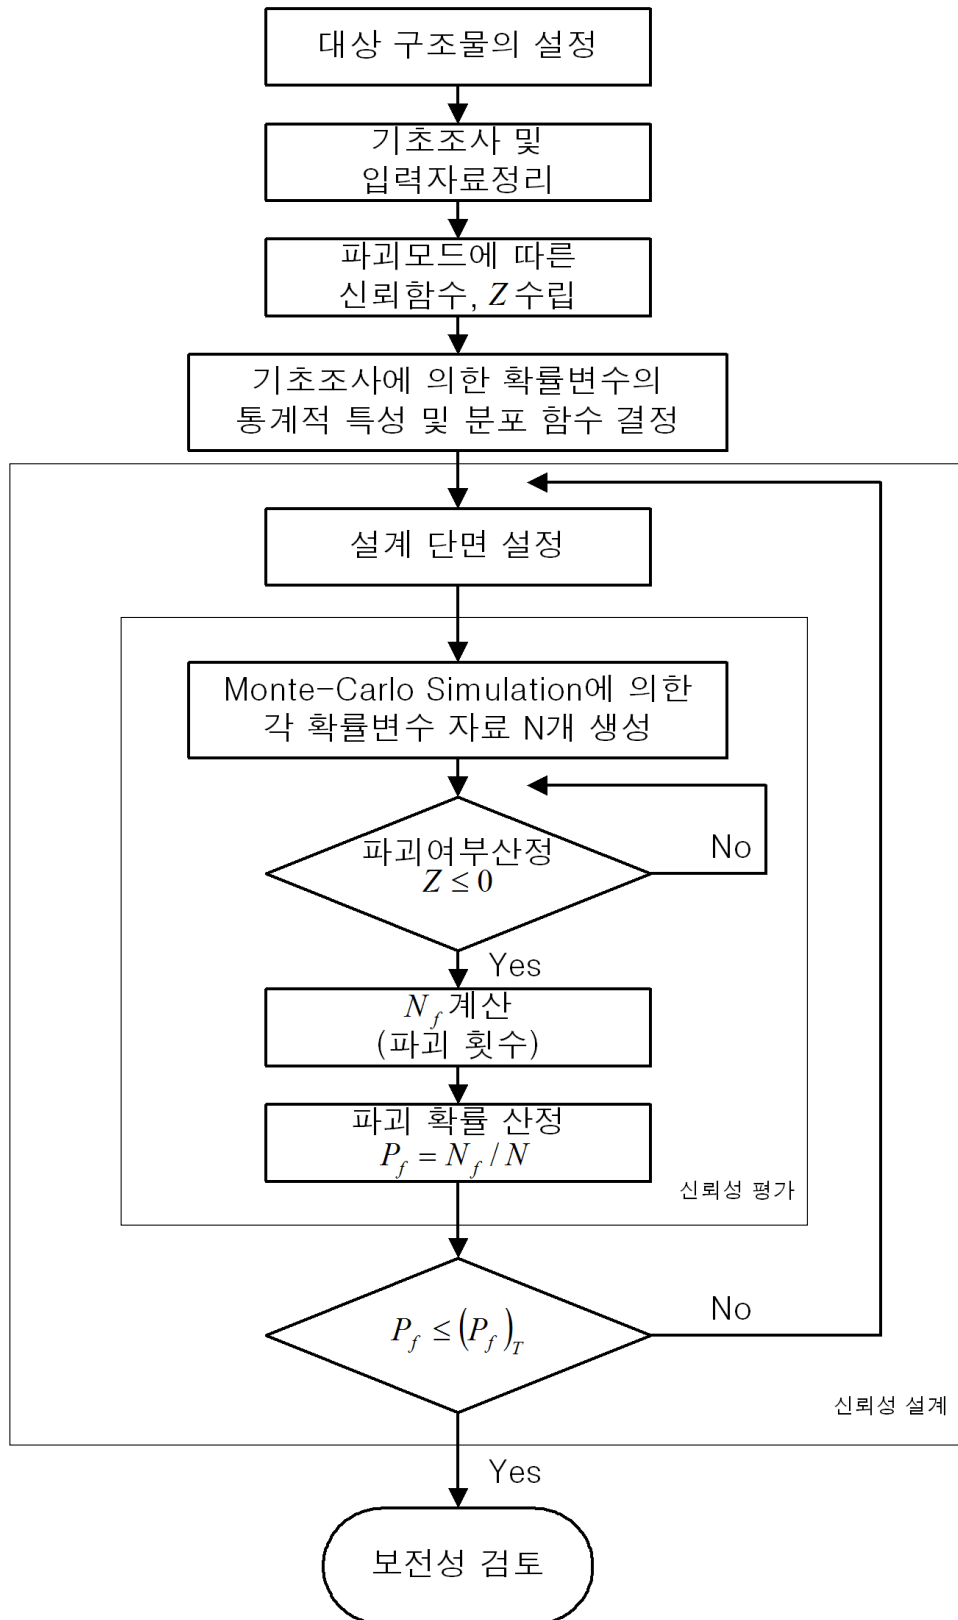 대상 구조물의 설정
기초조사 및
입력자료정리
파괴모드에 따른
신뢰함수, Z 수립
기초조사에 의한 확률변수의
통계적 특성 및 분포 함수 결정
설계 단면 설정
Monte-Carlo Simulation에 의한
각 확률변수 자료 N개 생성
파괴여부산정
Z ≤ 0
No
Yes
N_f 계산
(파괴 횟수)
파괴 확률 산정
P_f = N_f / N
신뢰성 평가
P_f ≤ (P_f)_T
No
신뢰성 설계
Yes
보전성 검토